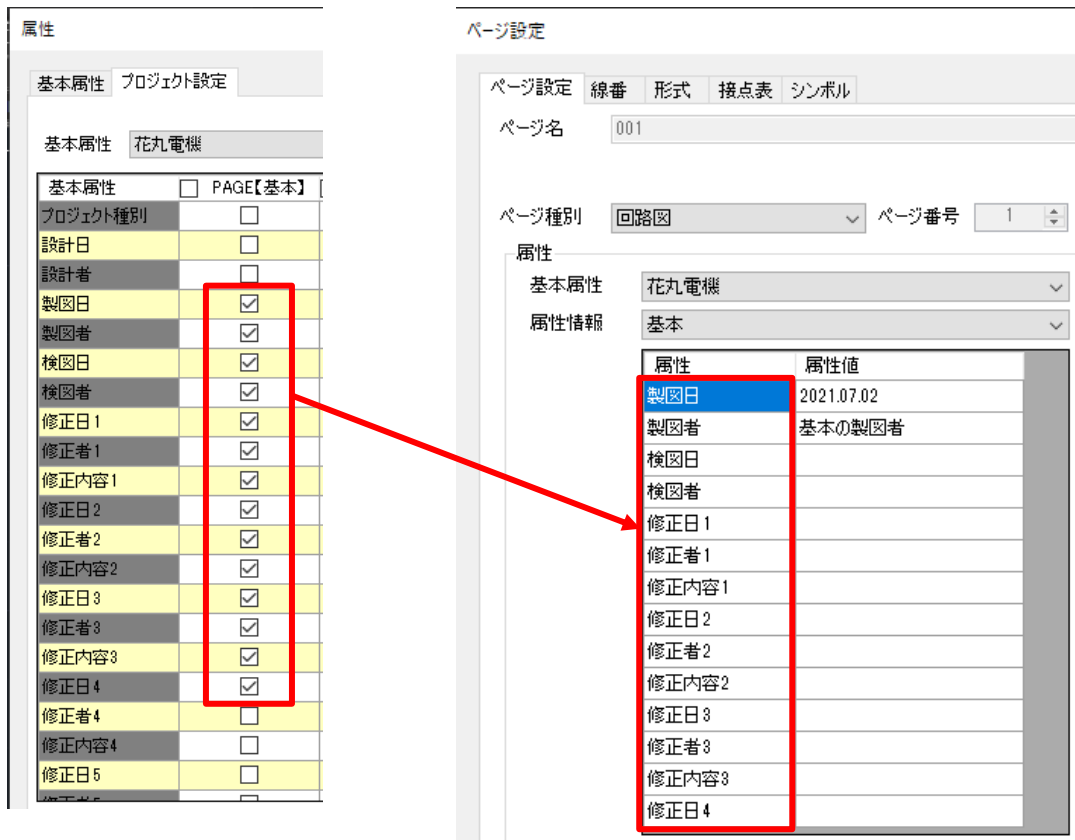 属性
基本属性 プロジェクト設定
基本属性 花丸電機
基本属性 PAGE【基本】
プロジェクト種別
設計日
設計者
製図日
製図者
検図日
検図者
修正日1
修正者1
修正内容1
修正日2
修正者2
修正内容2
修正日3
修正者3
修正内容3
修正日4
修正者4
修正内容4
修正日5
ページ設定
ページ設定 線番 形式 接点表 シンボル
ページ名 001
ページ種別 回路図 ページ番号 1
属性
基本属性 花丸電機
属性情報 基本
属性 属性値
製図日 2021.07.02
製図者 基本の製図者
検図日
検図者
修正日1
修正者1
修正内容1
修正日2
修正者2
修正内容2
修正日3
修正者3
修正内容3
修正日4